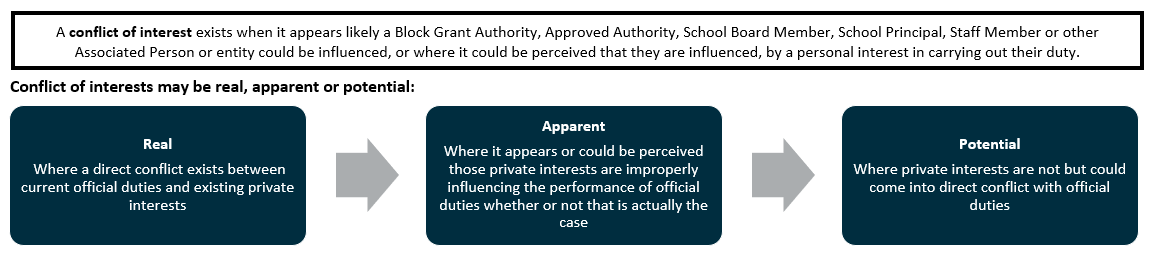 A conflict of interest exists when it appears likely a Block Grant Authority, Approved Authority, School Board Member, School Principal, Staff Member or other
Associated Person or entity could be influenced, or where it could be perceived that they are influenced, by a personal interest in carrying out their duty.
Conflict of interests may be real, apparent or potential:
Real
Where a direct conflict exists between
current official duties and existing private
interests
Apparent
Where it appears or could be perceived
those private interests are improperly
influencing the performance of official
duties whether or not that is actually the
case
Potential
Where private interests are not but could
come into direct conflict with official
duties